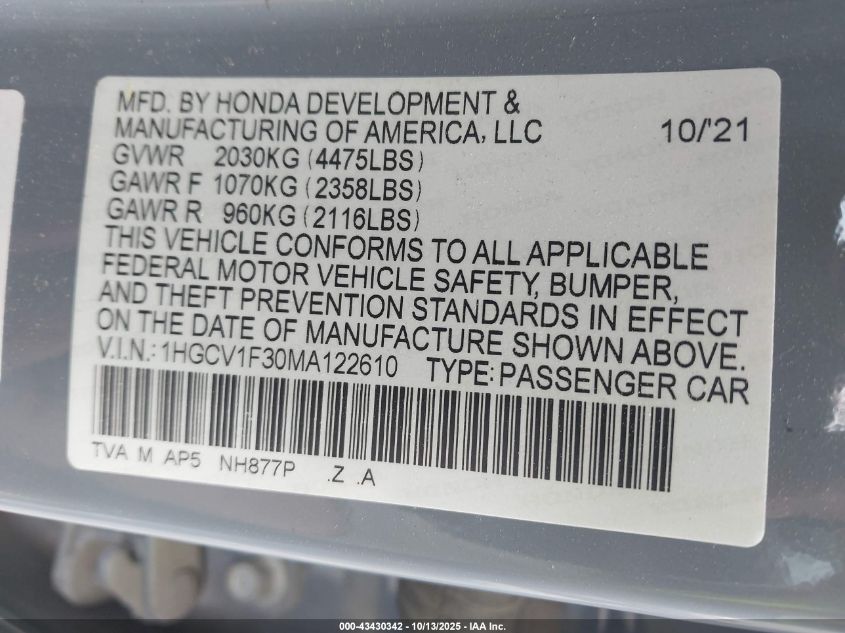 MFD. BY HONDA DEVELOPMENT &
MANUFACTURING OF AMERICA, LLC 10/'21
GVWR 2030KG (4475LBS)
GAWR F 1070KG (2358LBS)
GAWR R 960KG (2116LBS)
THIS VEHICLE CONFORMS TO ALL APPLICABLE
FEDERAL MOTOR VEHICLE SAFETY, BUMPER,
AND THEFT PREVENTION STANDARDS IN EFFECT
ON THE DATE OF MANUFACTURE SHOWN ABOVE.
V.I.N.: 1HGCV1F30MA122610 TYPE: PASSENGER CAR
TVA M AP5 NH877P .Z .A
000-43430342 - 10/13/2025 - IAA Inc.